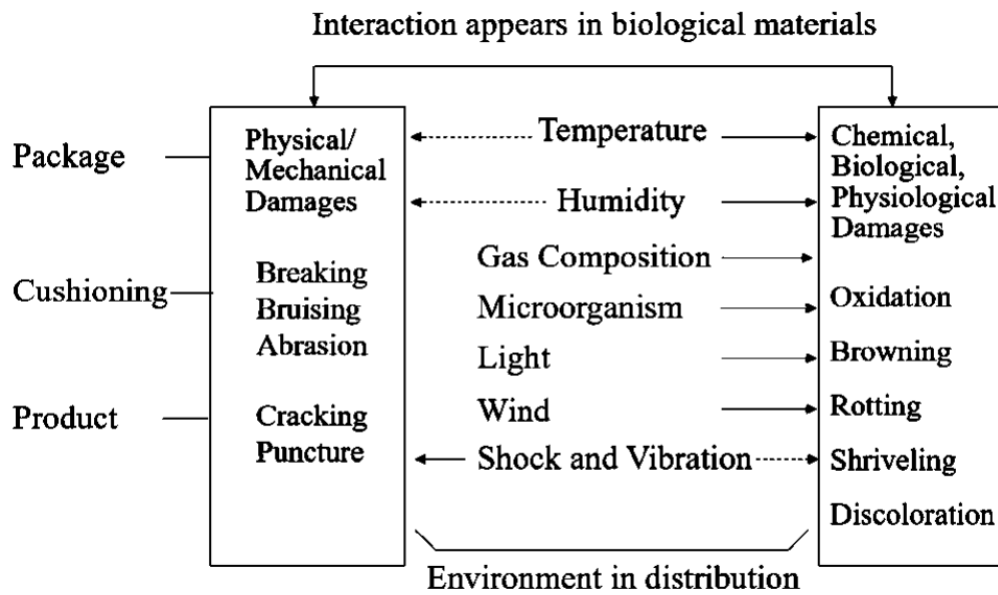 Interaction appears in biological materials
Package
Cushioning
Product
Physical/
Mechanical
Damages
Breaking
Bruising
Abrasion
Cracking
Puncture
Temperature
Humidity
Gas Composition
Microorganism
Light
Wind
Shock and Vibration
Chemical,
Biological,
Physiological
Damages
Oxidation
Browning
Rotting
Shriveling
Discoloration
Environment in distribution